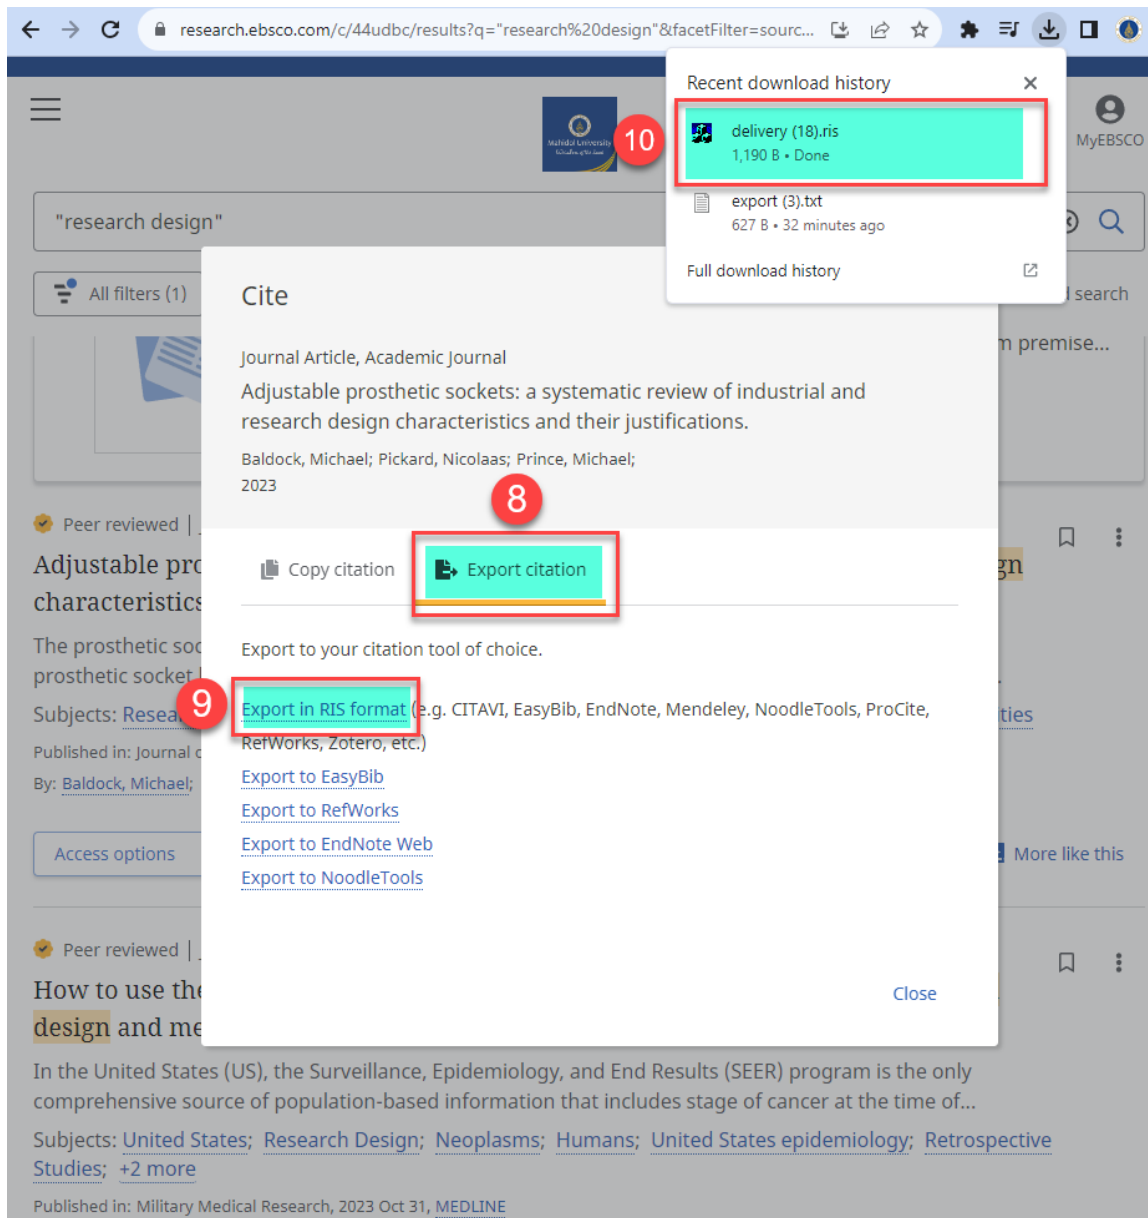 research.ebsco.com/c/44udbc/results?q="research%20design"&facetFilter=sourc...
Recent download history
10
delivery (18).ris
1,190 B • Done
export (3).txt
627 B • 32 minutes ago
Full download history
Mahidol University
MyEBSCO
"research design"
All filters (1)
search
m premise...
Cite
Journal Article, Academic Journal
Adjustable prosthetic sockets: a systematic review of industrial and
research design characteristics and their justifications.
Baldock, Michael; Pickard, Nicolaas; Prince, Michael;
2023
8
Copy citation
Export citation
Export to your citation tool of choice.
9
Export in RIS format (e.g. CITAVI, EasyBib, EndNote, Mendeley, NoodleTools, ProCite,
RefWorks, Zotero, etc.)
Export to EasyBib
Export to RefWorks
Export to EndNote Web
Export to NoodleTools
Close
Peer reviewed |
Adjustable pro
gn
characteristics
The prosthetic soc
prosthetic socket
Subjects: Resea
ities
Published in: Journal o
By: Baldock, Michael;
Access options
More like this
Peer reviewed |
How to use the
design and me
In the United States (US), the Surveillance, Epidemiology, and End Results (SEER) program is the only
comprehensive source of population-based information that includes stage of cancer at the time of...
Subjects: United States; Research Design; Neoplasms; Humans; United States epidemiology; Retrospective
Studies; +2 more
Published in: Military Medical Research, 2023 Oct 31, MEDLINE